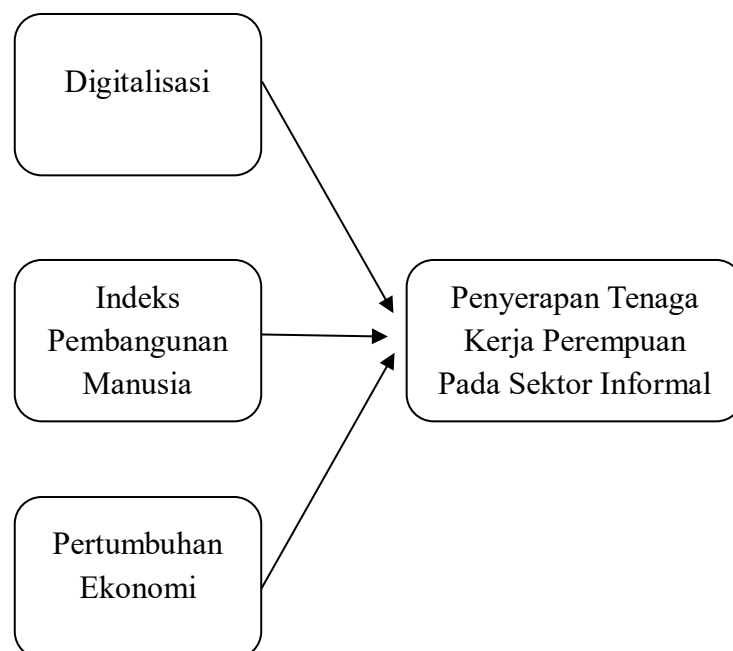 Digitalisasi
Indeks
Pembangunan
Manusia
Penyerapan Tenaga
Kerja Perempuan
Pada Sektor Informal
Pertumbuhan
Ekonomi